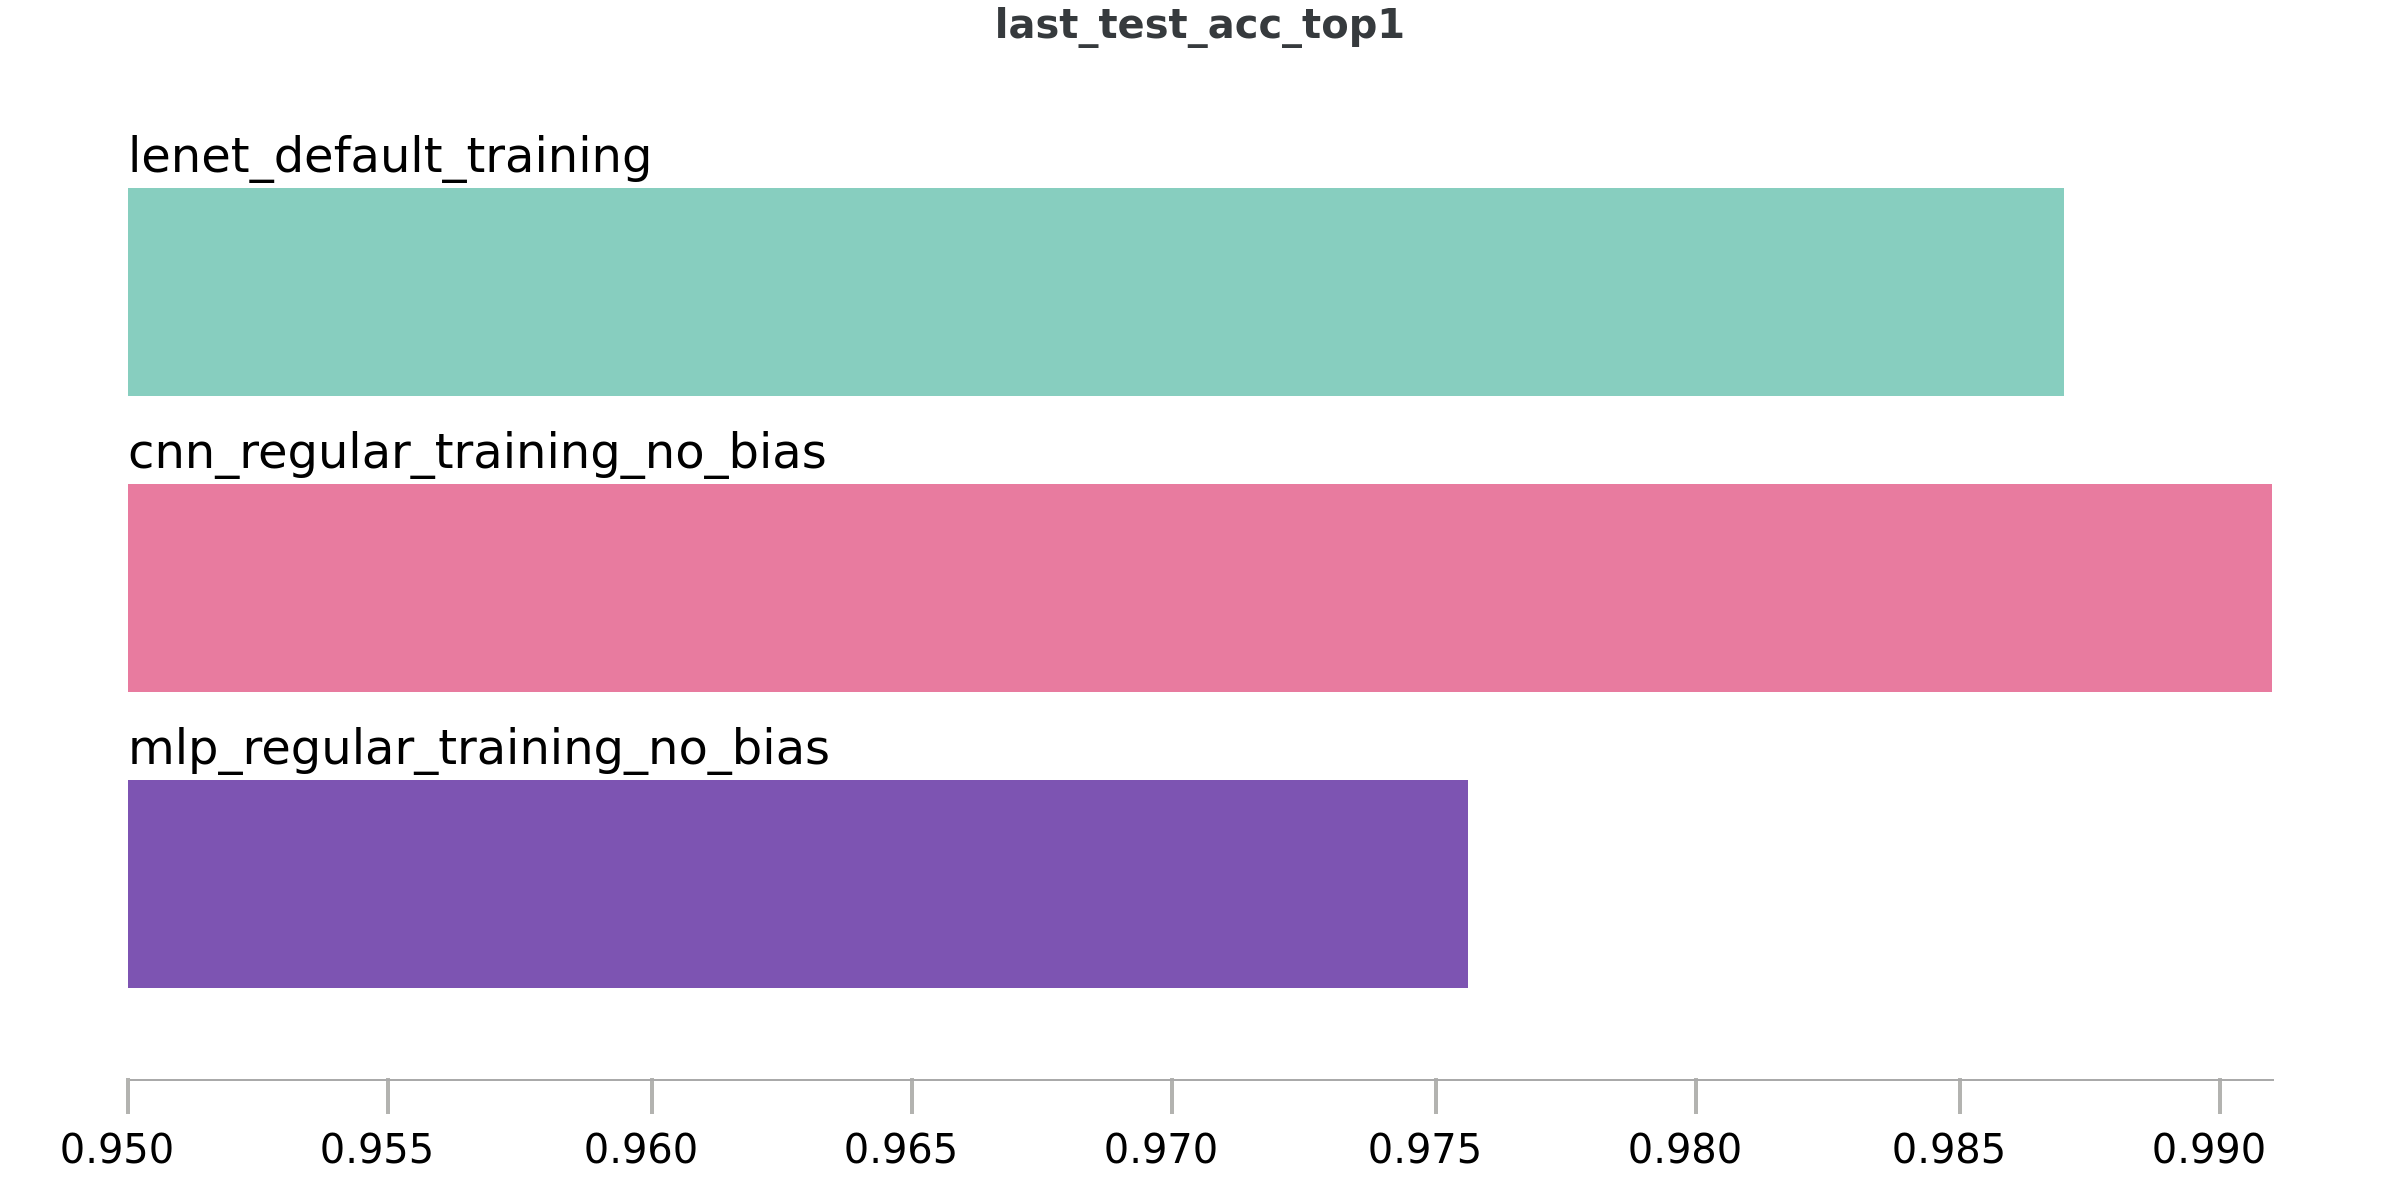 last_test_acc_top1
lenet_default_training
cnn_regular_training_no_bias
mlp_regular_training_no_bias
0.950 0.955 0.960 0.965 0.970 0.975 0.980 0.985 0.990